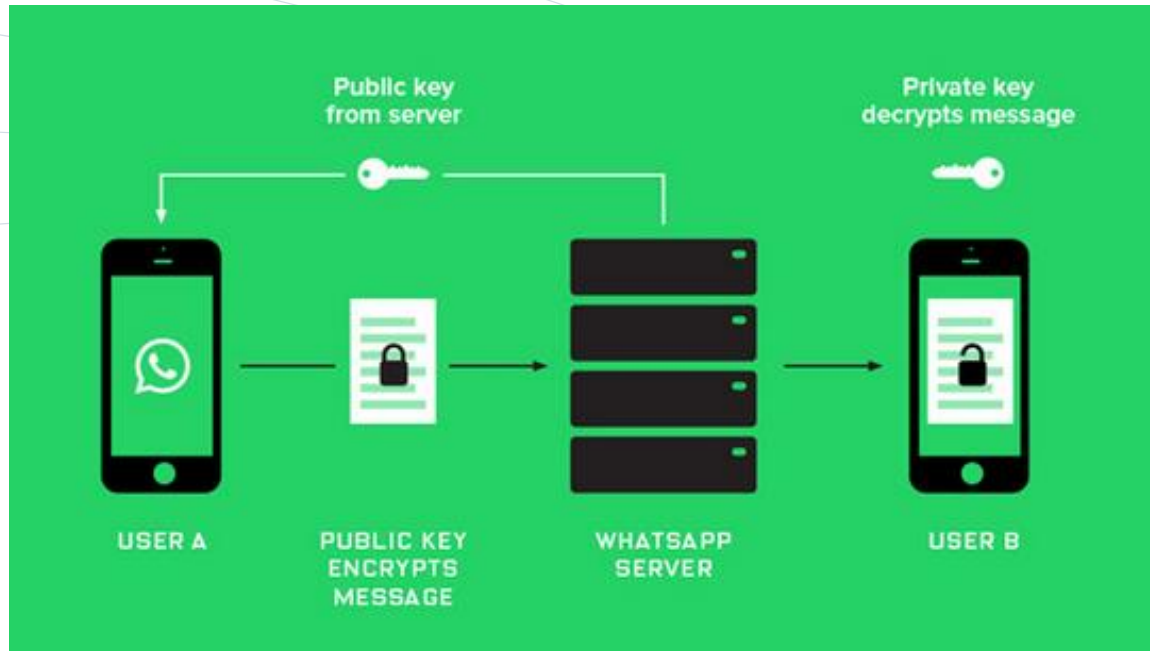 Public key
from server
Private key
decrypts message
USER A
PUBLIC KEY
ENCRYPTS
MESSAGE
WHATSAPP
SERVER
USER B